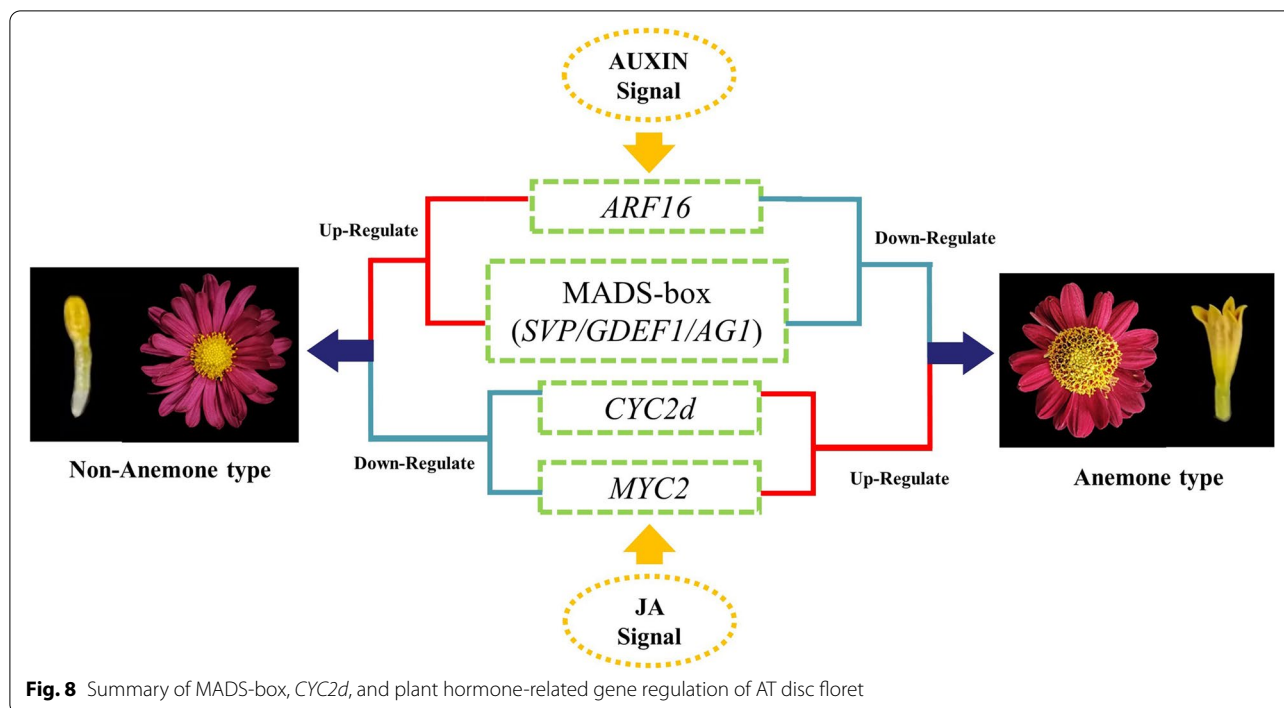 AUXIN
Signal
ARF16
Up-Regulate
Down-Regulate
MADS-box
(SVP/GDEF1/AG1)
CYC2d
Non-Anemone type
Down-Regulate
MYC2
Up-Regulate
Anemone type
JA
Signal
Fig. 8 Summary of MADS-box, CYC2d, and plant hormone-related gene regulation of AT disc floret